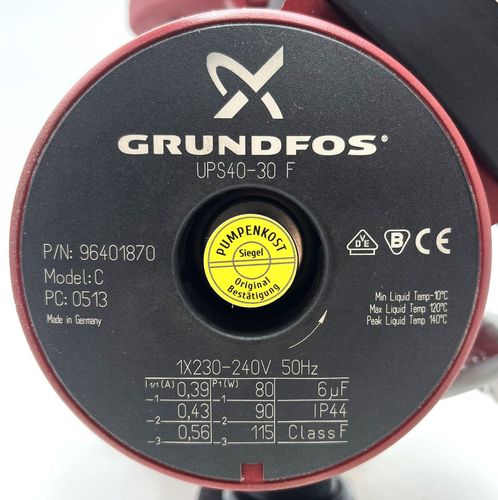 GRUNDFOS®
UPS40-30 F
PUMPENKOST
Siegel
Original
Bestätigung
P/N: 96401870
Model:C
PC: 0513
Made in Germany
VDE B CE
Min Liquid Temp-10°C
Max Liquid Temp 120°C
Peak Liquid Temp 140°C
1X230-240V 50Hz
I1/1(A) 0,39 P1(W) 80 6µF
1 0,43 1 90 IP44
2 0,56 2 115 Class F
3 3